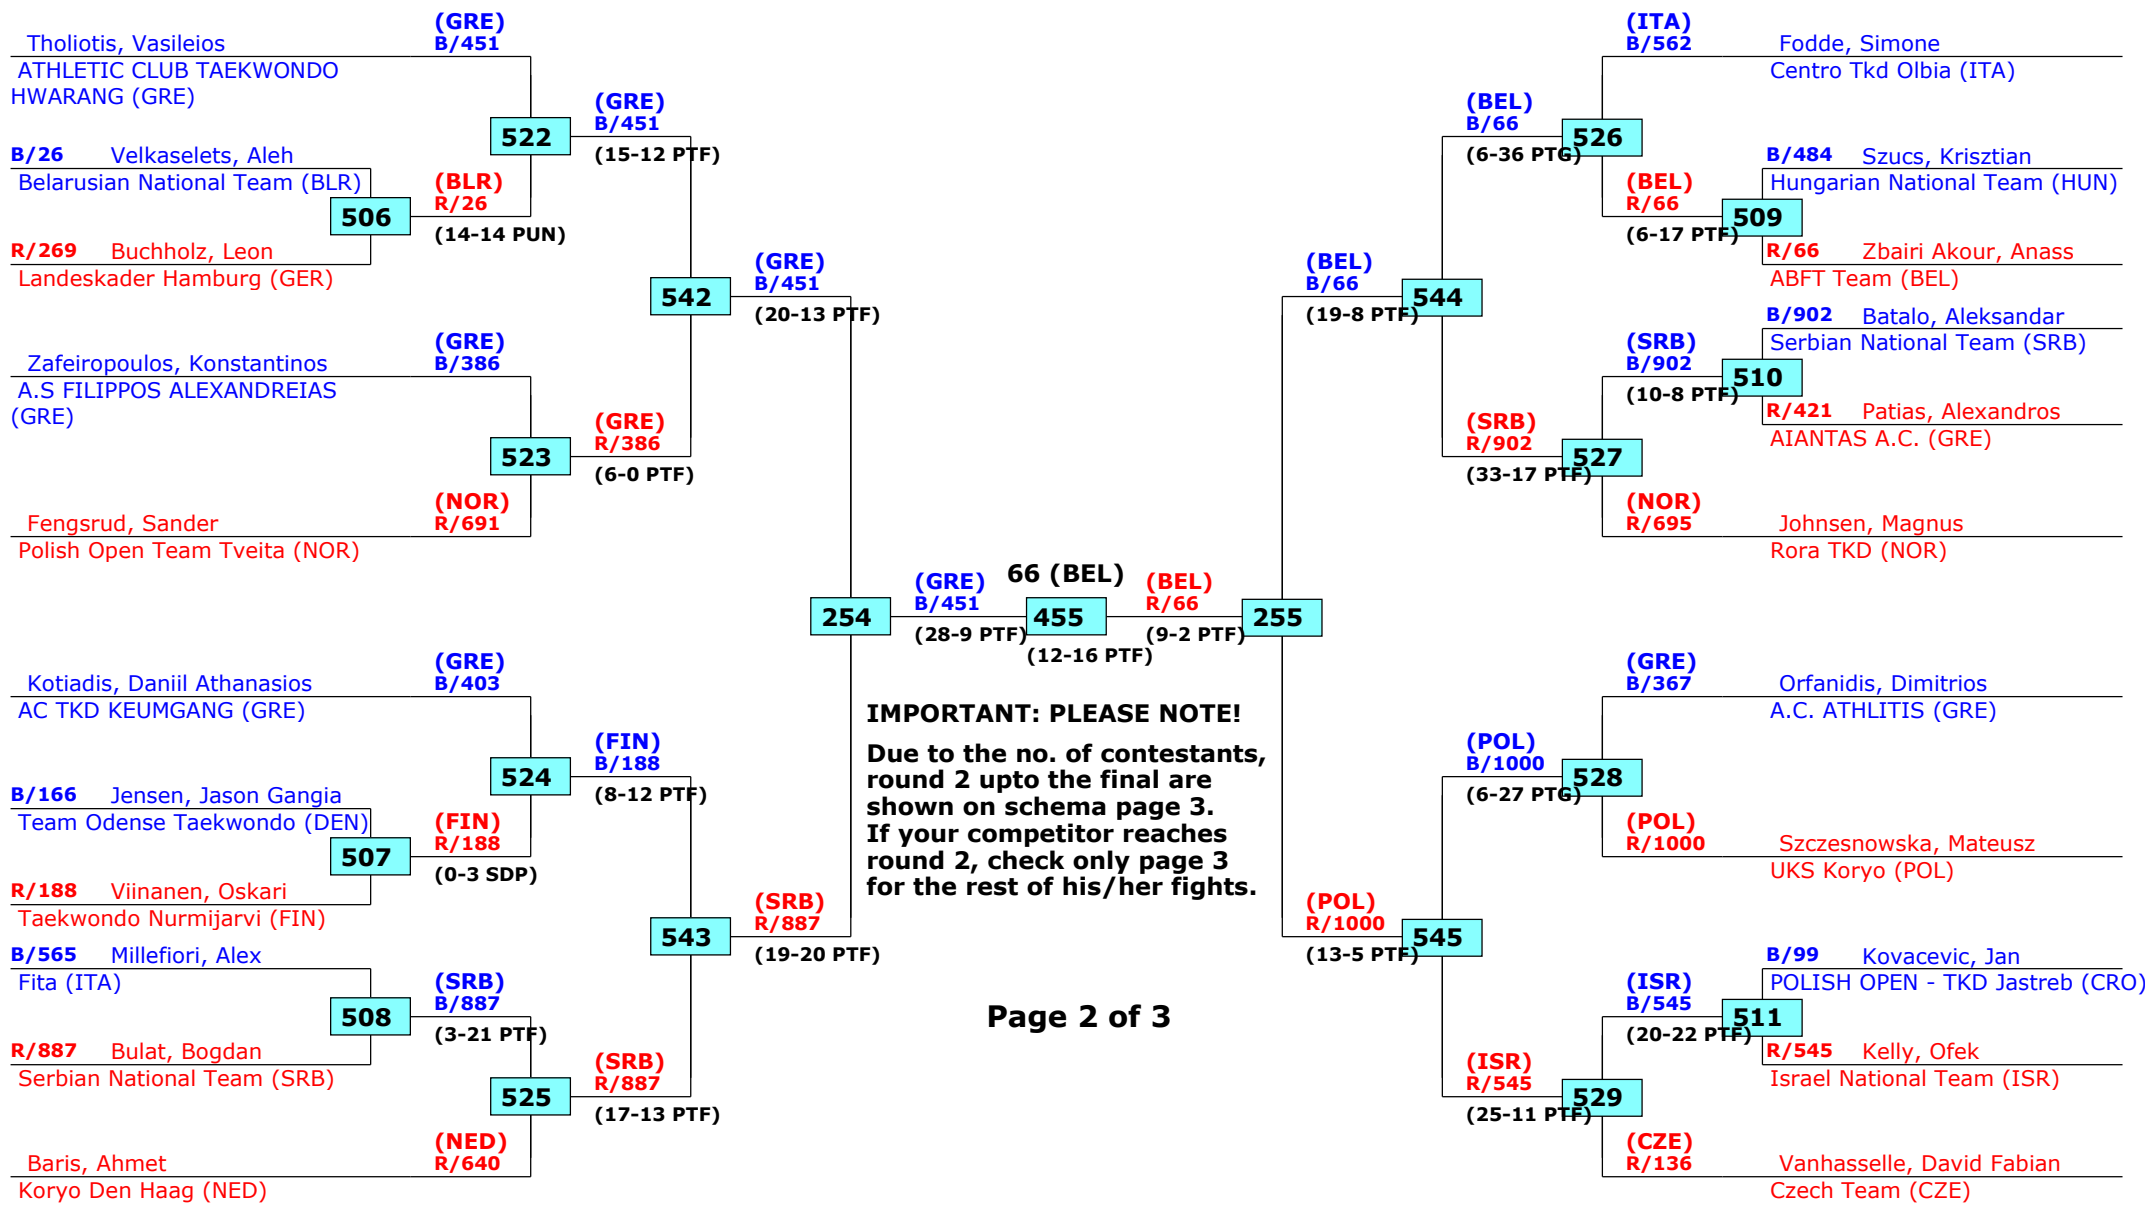 (GRE)
Tholiotis, Vasileios B/451
ATHLETIC CLUB TAEKWONDO
HWARANG (GRE)
(GRE)
B/451
522
(15-12 PTF)
B/26 Velkaselets, Aleh
Belarusian National Team (BLR)
(BLR)
R/26
506
(14-14 PUN)
R/269 Buchholz, Leon
Landeskader Hamburg (GER)
(GRE)
B/451
542
(20-13 PTF)
(GRE)
Zafeiropoulos, Konstantinos B/386
A.S FILIPPOS ALEXANDREIAS
(GRE)
(GRE)
R/386
523
(6-0 PTF)
(NOR)
Fengsrud, Sander R/691
Polish Open Team Tveita (NOR)
254
(GRE)
B/451
(28-9 PTF)
66 (BEL)
455
(12-16 PTF)
(BEL)
R/66
(9-2 PTF)
255
(GRE)
Kotiadis, Daniil Athanasios B/403
AC TKD KEUMGANG (GRE)
(FIN)
B/188
524
(8-12 PTF)
B/166 Jensen, Jason Gangia
Team Odense Taekwondo (DEN)
(FIN)
R/188
507
(0-3 SDP)
R/188 Viinanen, Oskari
Taekwondo Nurmijarvi (FIN)
(SRB)
R/887
543
(19-20 PTF)
B/565 Millefiori, Alex
Fita (ITA)
(SRB)
B/887
508
(3-21 PTF)
R/887 Bulat, Bogdan
Serbian National Team (SRB)
(SRB)
R/887
525
(17-13 PTF)
(NED)
Baris, Ahmet R/640
Koryo Den Haag (NED)
IMPORTANT: PLEASE NOTE!
Due to the no. of contestants,
round 2 upto the final are
shown on schema page 3.
If your competitor reaches
round 2, check only page 3
for the rest of his/her fights.
Page 2 of 3
(ITA)
B/562 Fodde, Simone
Centro Tkd Olbia (ITA)
(BEL)
B/66
526
(6-36 PTG)
B/484 Szucs, Krisztian
Hungarian National Team (HUN)
(BEL)
R/66
509
(6-17 PTF)
R/66 Zbairi Akour, Anass
ABFT Team (BEL)
(BEL)
B/66
544
(19-8 PTF)
B/902 Batalo, Aleksandar
Serbian National Team (SRB)
(SRB)
B/902
510
(10-8 PTF)
R/421 Patias, Alexandros
AIANTAS A.C. (GRE)
(SRB)
R/902
527
(33-17 PTF)
(NOR)
R/695 Johnsen, Magnus
Rora TKD (NOR)
(GRE)
B/367 Orfanidis, Dimitrios
A.C. ATHLITIS (GRE)
(POL)
B/1000
528
(6-27 PTG)
(POL)
R/1000 Szczesnowska, Mateusz
UKS Koryo (POL)
(POL)
R/1000
545
(13-5 PTF)
B/99 Kovacevic, Jan
POLISH OPEN - TKD Jastreb (CRO)
(ISR)
B/545
511
(20-22 PTF)
R/545 Kelly, Ofek
Israel National Team (ISR)
(ISR)
R/545
529
(25-11 PTF)
(CZE)
R/136 Vanhasselle, David Fabian
Czech Team (CZE)